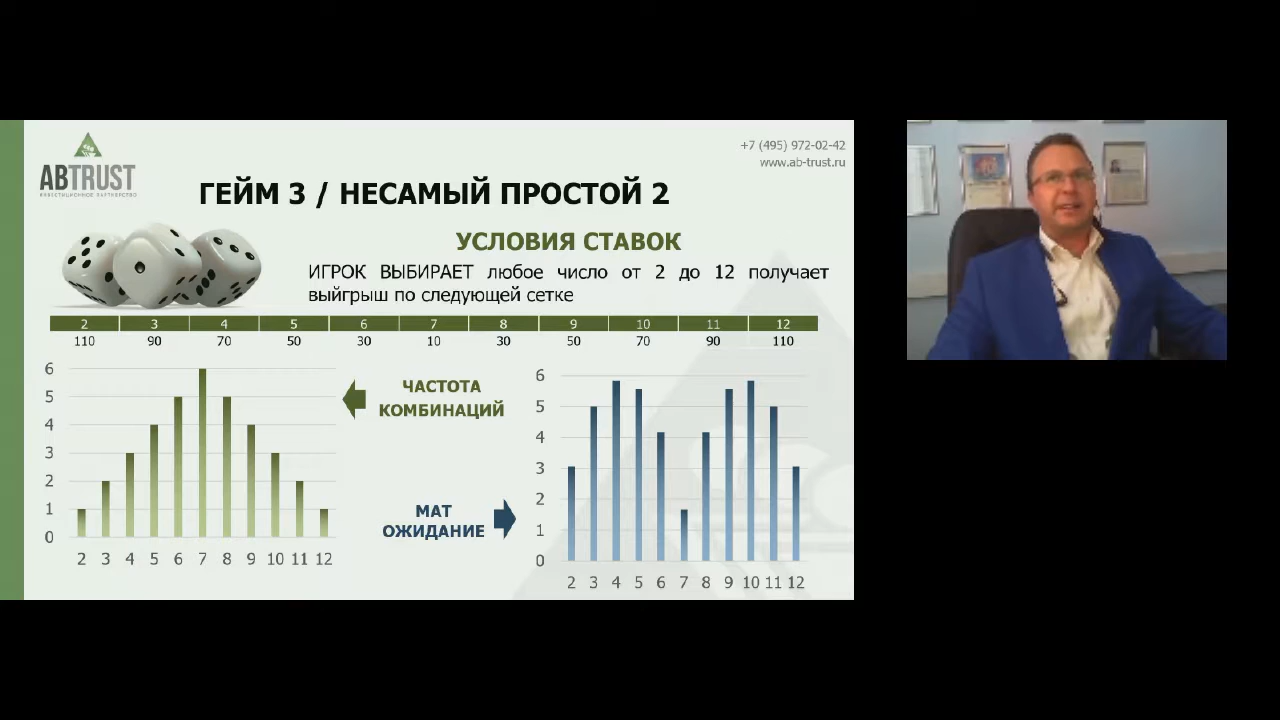 ABTRUST
ИНВЕСТИЦИОННОЕ ПАРТНЕРСТВО
+7 (495) 972-02-42
www.ab-trust.ru
ГЕЙМ 3 / НЕСАМЫЙ ПРОСТОЙ 2
УСЛОВИЯ СТАВОК
ИГРОК ВЫБИРАЕТ любое число от 2 до 12 получает
выйгрыш по следующей сетке
2 3 4 5 6 7 8 9 10 11 12
110 90 70 50 30 10 30 50 70 90 110
6
5
4
3
2
1
0
2 3 4 5 6 7 8 9 10 11 12
ЧАСТОТА
КОМБИНАЦИЙ
МАТ
ОЖИДАНИЕ
6
5
4
3
2
1
0
2 3 4 5 6 7 8 9 10 11 12